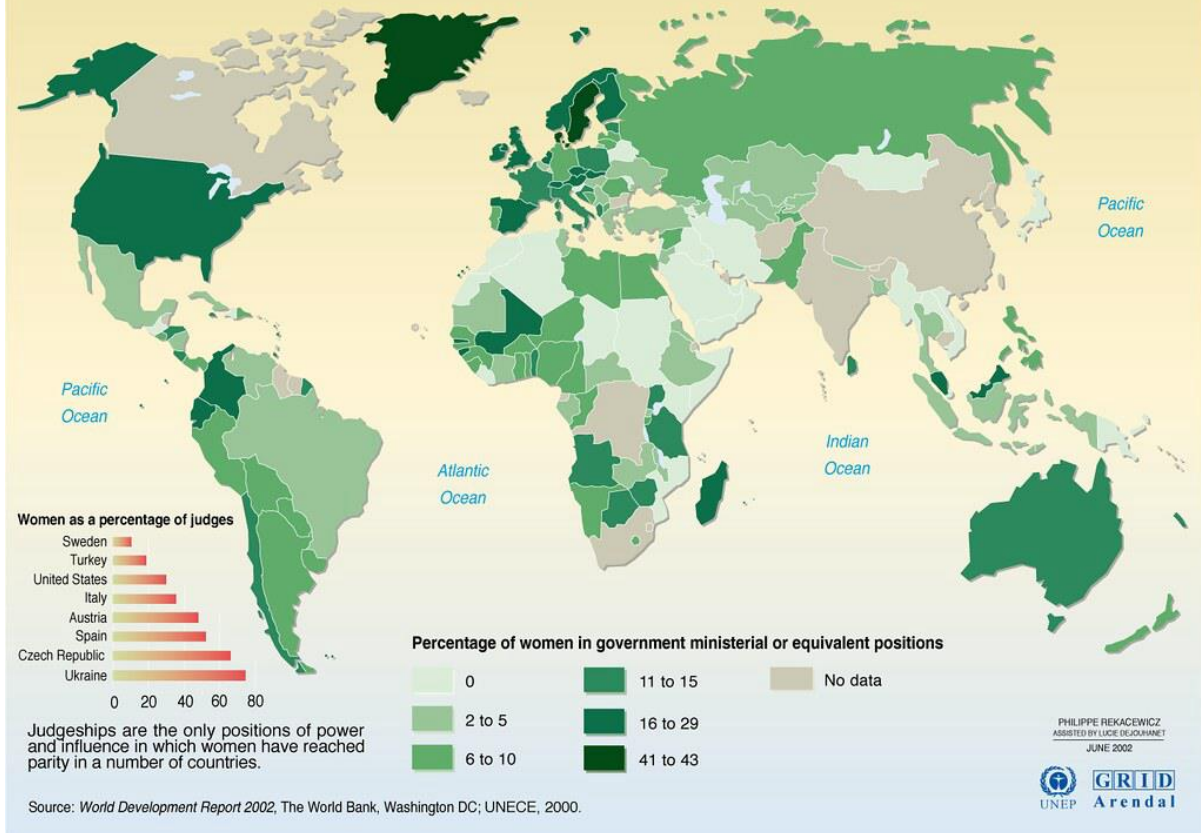 Pacific
Ocean
Pacific
Ocean
Atlantic
Ocean
Indian
Ocean
Women as a percentage of judges
Sweden
Turkey
United States
Italy
Austria
Spain
Czech Republic
Ukraine
0 20 40 60 80
Judgeships are the only positions of power
and influence in which women have reached
parity in a number of countries.
Percentage of women in government ministerial or equivalent positions
0
2 to 5
6 to 10
11 to 15
16 to 29
41 to 43
No data
PHILIPPE REKACEWICZ
ASSISTED BY LUCIE DEJOUHANET
JUNE 2002
UNEP
GRID
Arendal
Source: World Development Report 2002, The World Bank, Washington DC; UNECE, 2000.